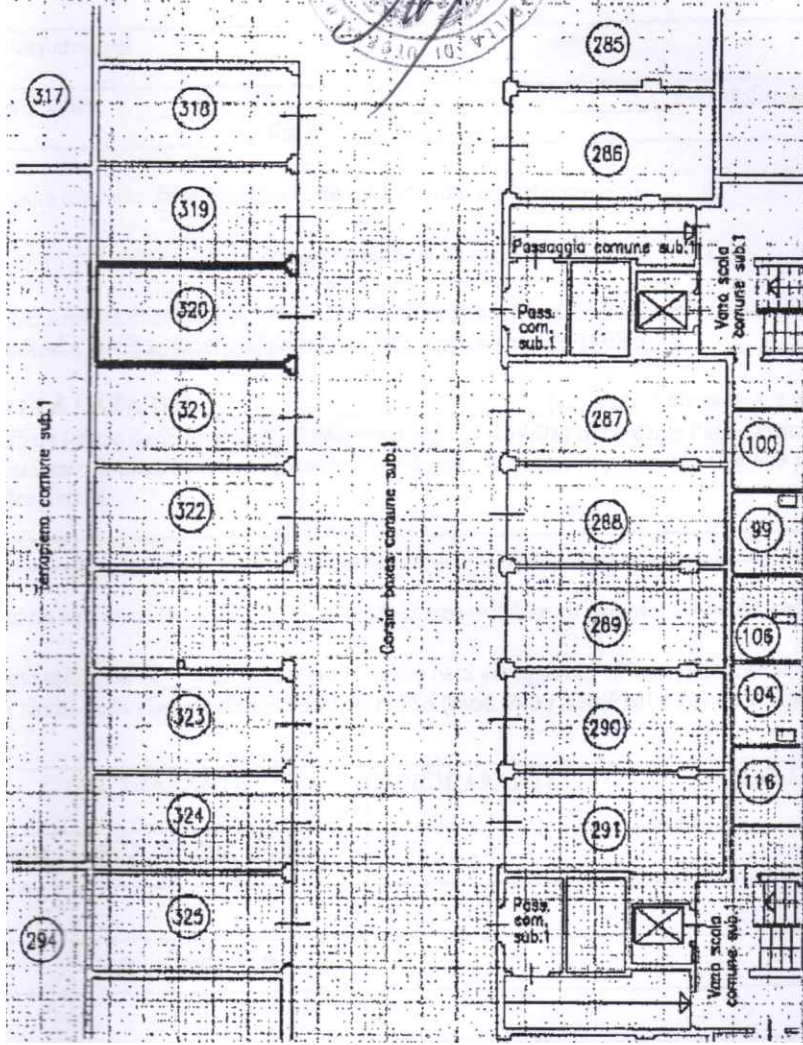 285
317
318
286
319
Passaggio comune sub.1
Vano scala
comune sub.1
320
Pass.
com.
sub.1
321
287
100
Terrapieno comune sub.1
Corsia boxes comune sub.1
322
288
99
289
106
323
290
104
324
291
116
325
294
Pass.
com.
sub.1
Vano scala
comune sub.1